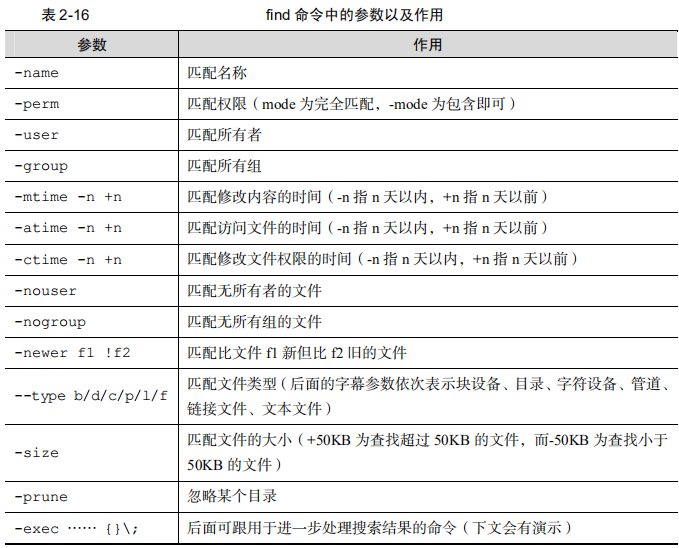 表 2-16 find 命令中的参数以及作用
参数 作用
-name 匹配名称
-perm 匹配权限（mode 为完全匹配，-mode 为包含即可）
-user 匹配所有者
-group 匹配所有组
-mtime -n +n 匹配修改内容的时间（-n 指 n 天以内，+n 指 n 天以前）
-atime -n +n 匹配访问文件的时间（-n 指 n 天以内，+n 指 n 天以前）
-ctime -n +n 匹配修改文件权限的时间（-n 指 n 天以内，+n 指 n 天以前）
-nouser 匹配无所有者的文件
-nogroup 匹配无所有组的文件
-newer f1 !f2 匹配比文件 f1 新但比 f2 旧的文件
--type b/d/c/p/l/f 匹配文件类型（后面的字幕参数依次表示块设备、目录、字符设备、管道、
链接文件、文本文件）
-size 匹配文件的大小（+50KB 为查找超过 50KB 的文件，而-50KB 为查找小于
50KB 的文件）
-prune 忽略某个目录
-exec …… {}\; 后面可跟用于进一步处理搜索结果的命令（下文会有演示）